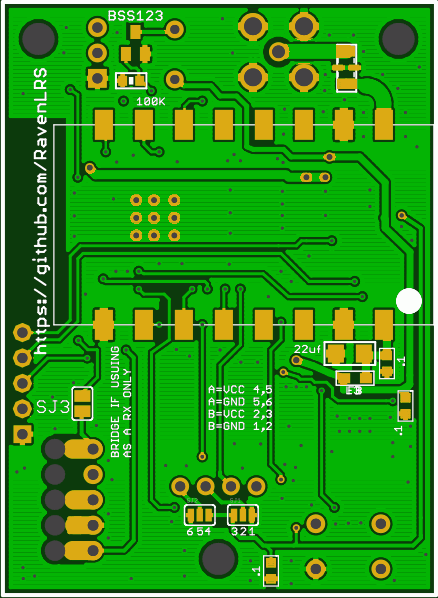 BSS123
100K
https://github.com/RavenLRS
22uf
.1
SJ3
BRIDGE IF USUING
AS A RX ONLY
A=VCC 4,5
A=GND 5,6
B=VCC 2,3
B=GND 1,2
.1
654
321
.1